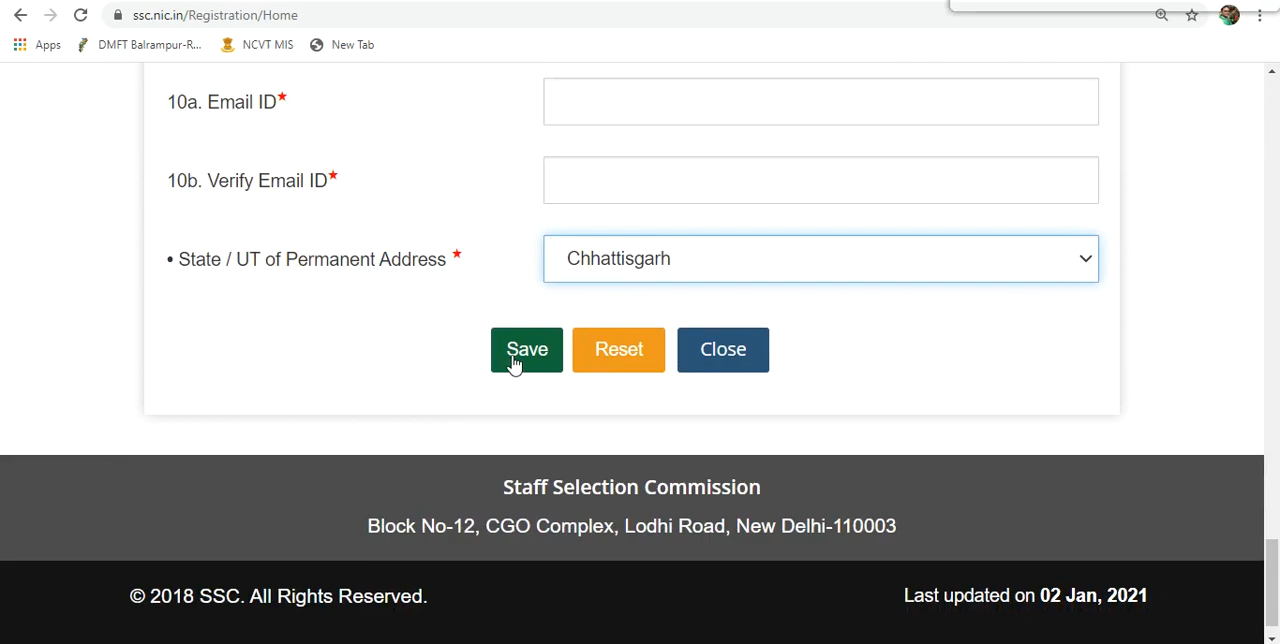 ssc.nic.in/Registration/Home
Apps DMFT Balrampur-R... NCVT MIS New Tab
10a. Email ID*
10b. Verify Email ID*
• State / UT of Permanent Address * Chhattisgarh
Save Reset Close
Staff Selection Commission
Block No-12, CGO Complex, Lodhi Road, New Delhi-110003
© 2018 SSC. All Rights Reserved. Last updated on 02 Jan, 2021